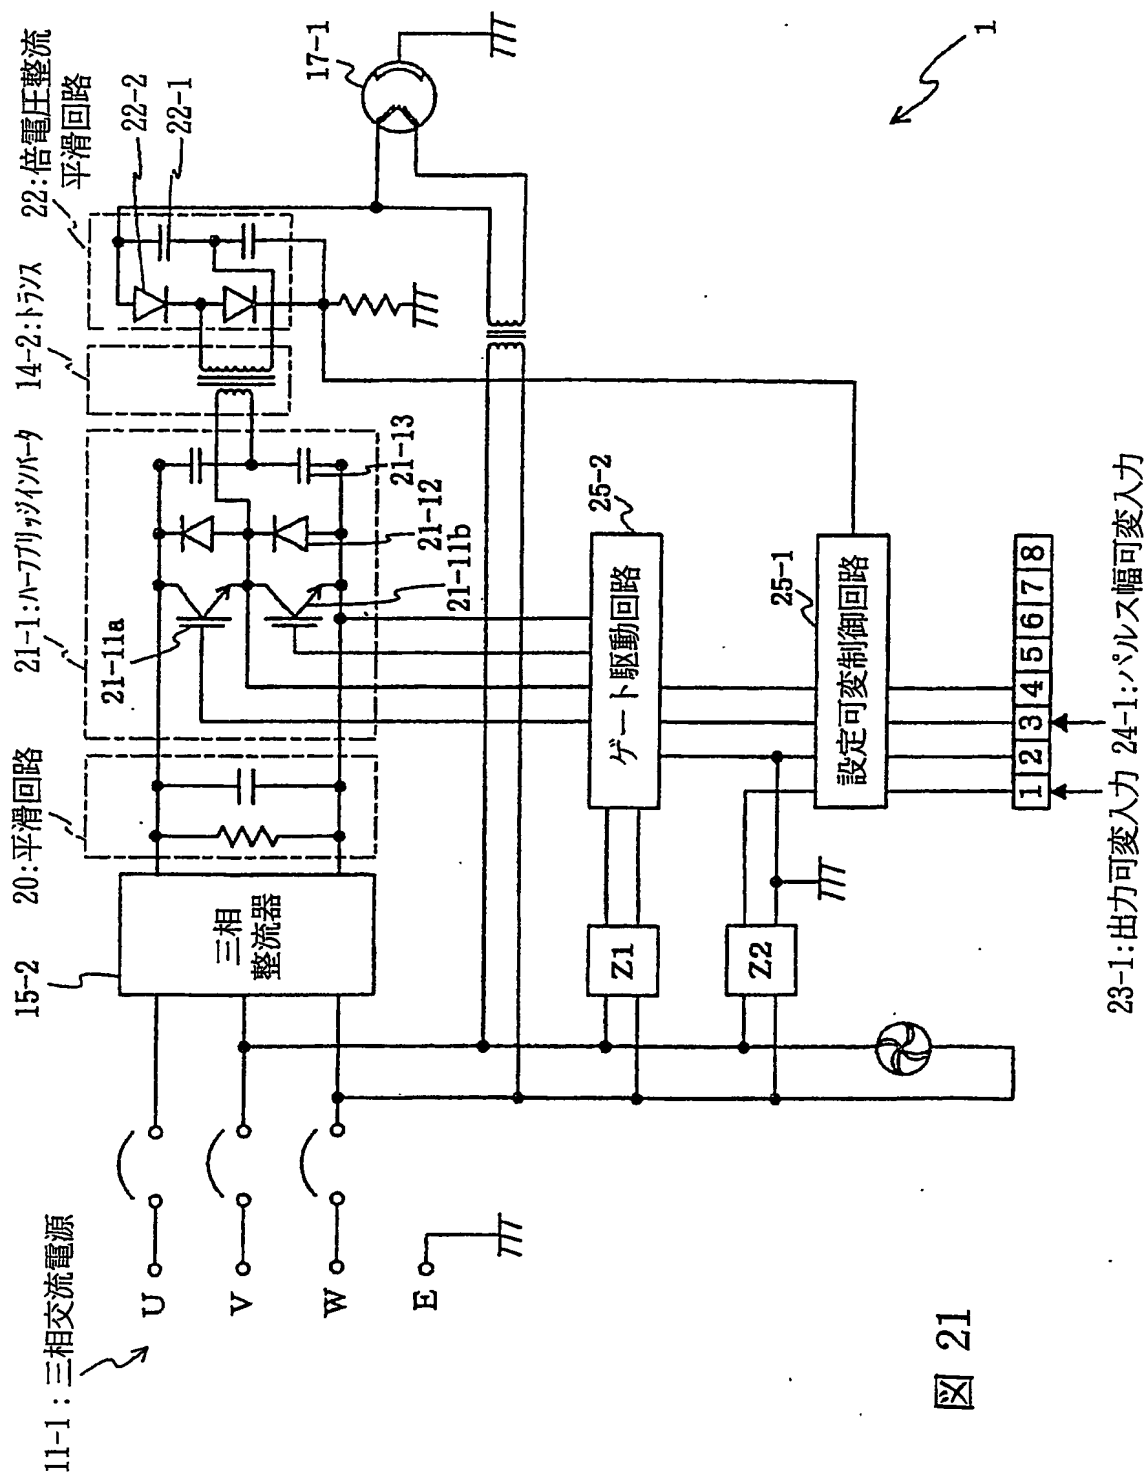 11-1：三相交流電源
U
V
W
E
15-2
三相
整流器
20：平滑回路
21-1：ハーフブリッジインバータ
21-11a
21-11b
21-12
21-13
14-2：トランス
22：倍電圧整流
平滑回路
22-2
22-1
17-1
1
Z1
Z2
ゲート駆動回路
25-2
設定可変制御回路
25-1
1 2 3 4 5 6 7 8
23-1：出力可変入力
24-1：パルス幅可変入力
図 21